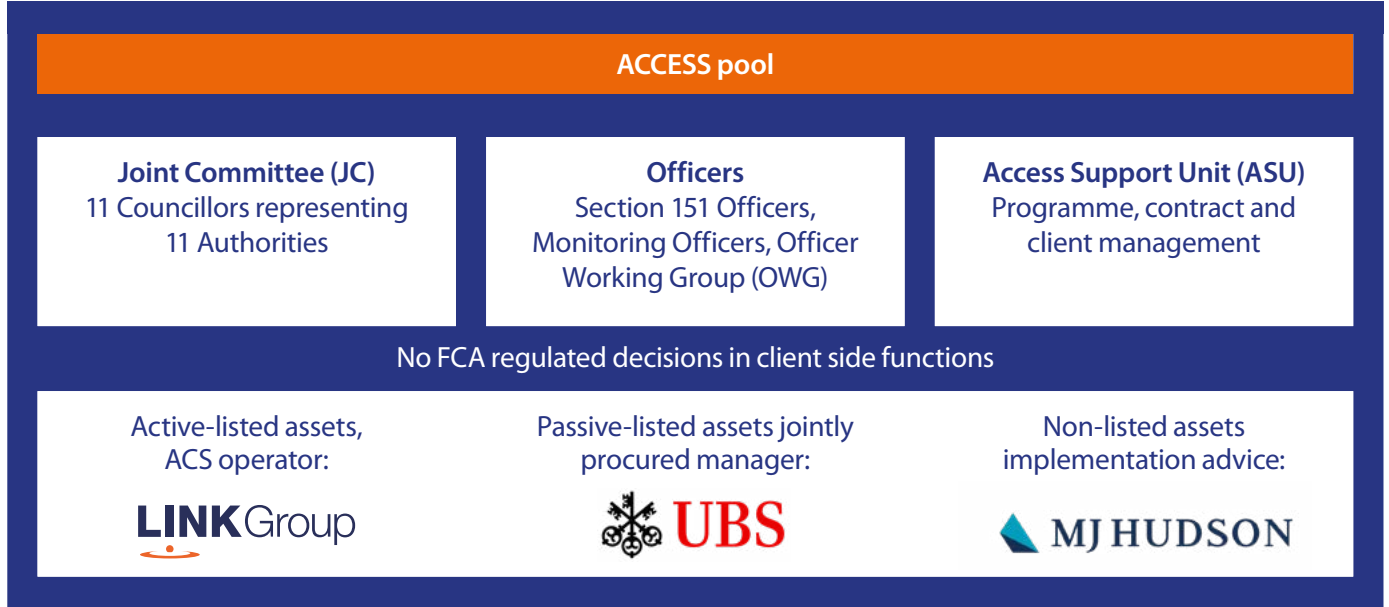 ACCESS pool
Joint Committee (JC)
11 Councillors representing
11 Authorities
Officers
Section 151 Officers,
Monitoring Officers, Officer
Working Group (OWG)
Access Support Unit (ASU)
Programme, contract and
client management
No FCA regulated decisions in client side functions
Active-listed assets,
ACS operator:
LINKGroup
Passive-listed assets jointly
procured manager:
UBS
Non-listed assets
implementation advice:
MJ HUDSON